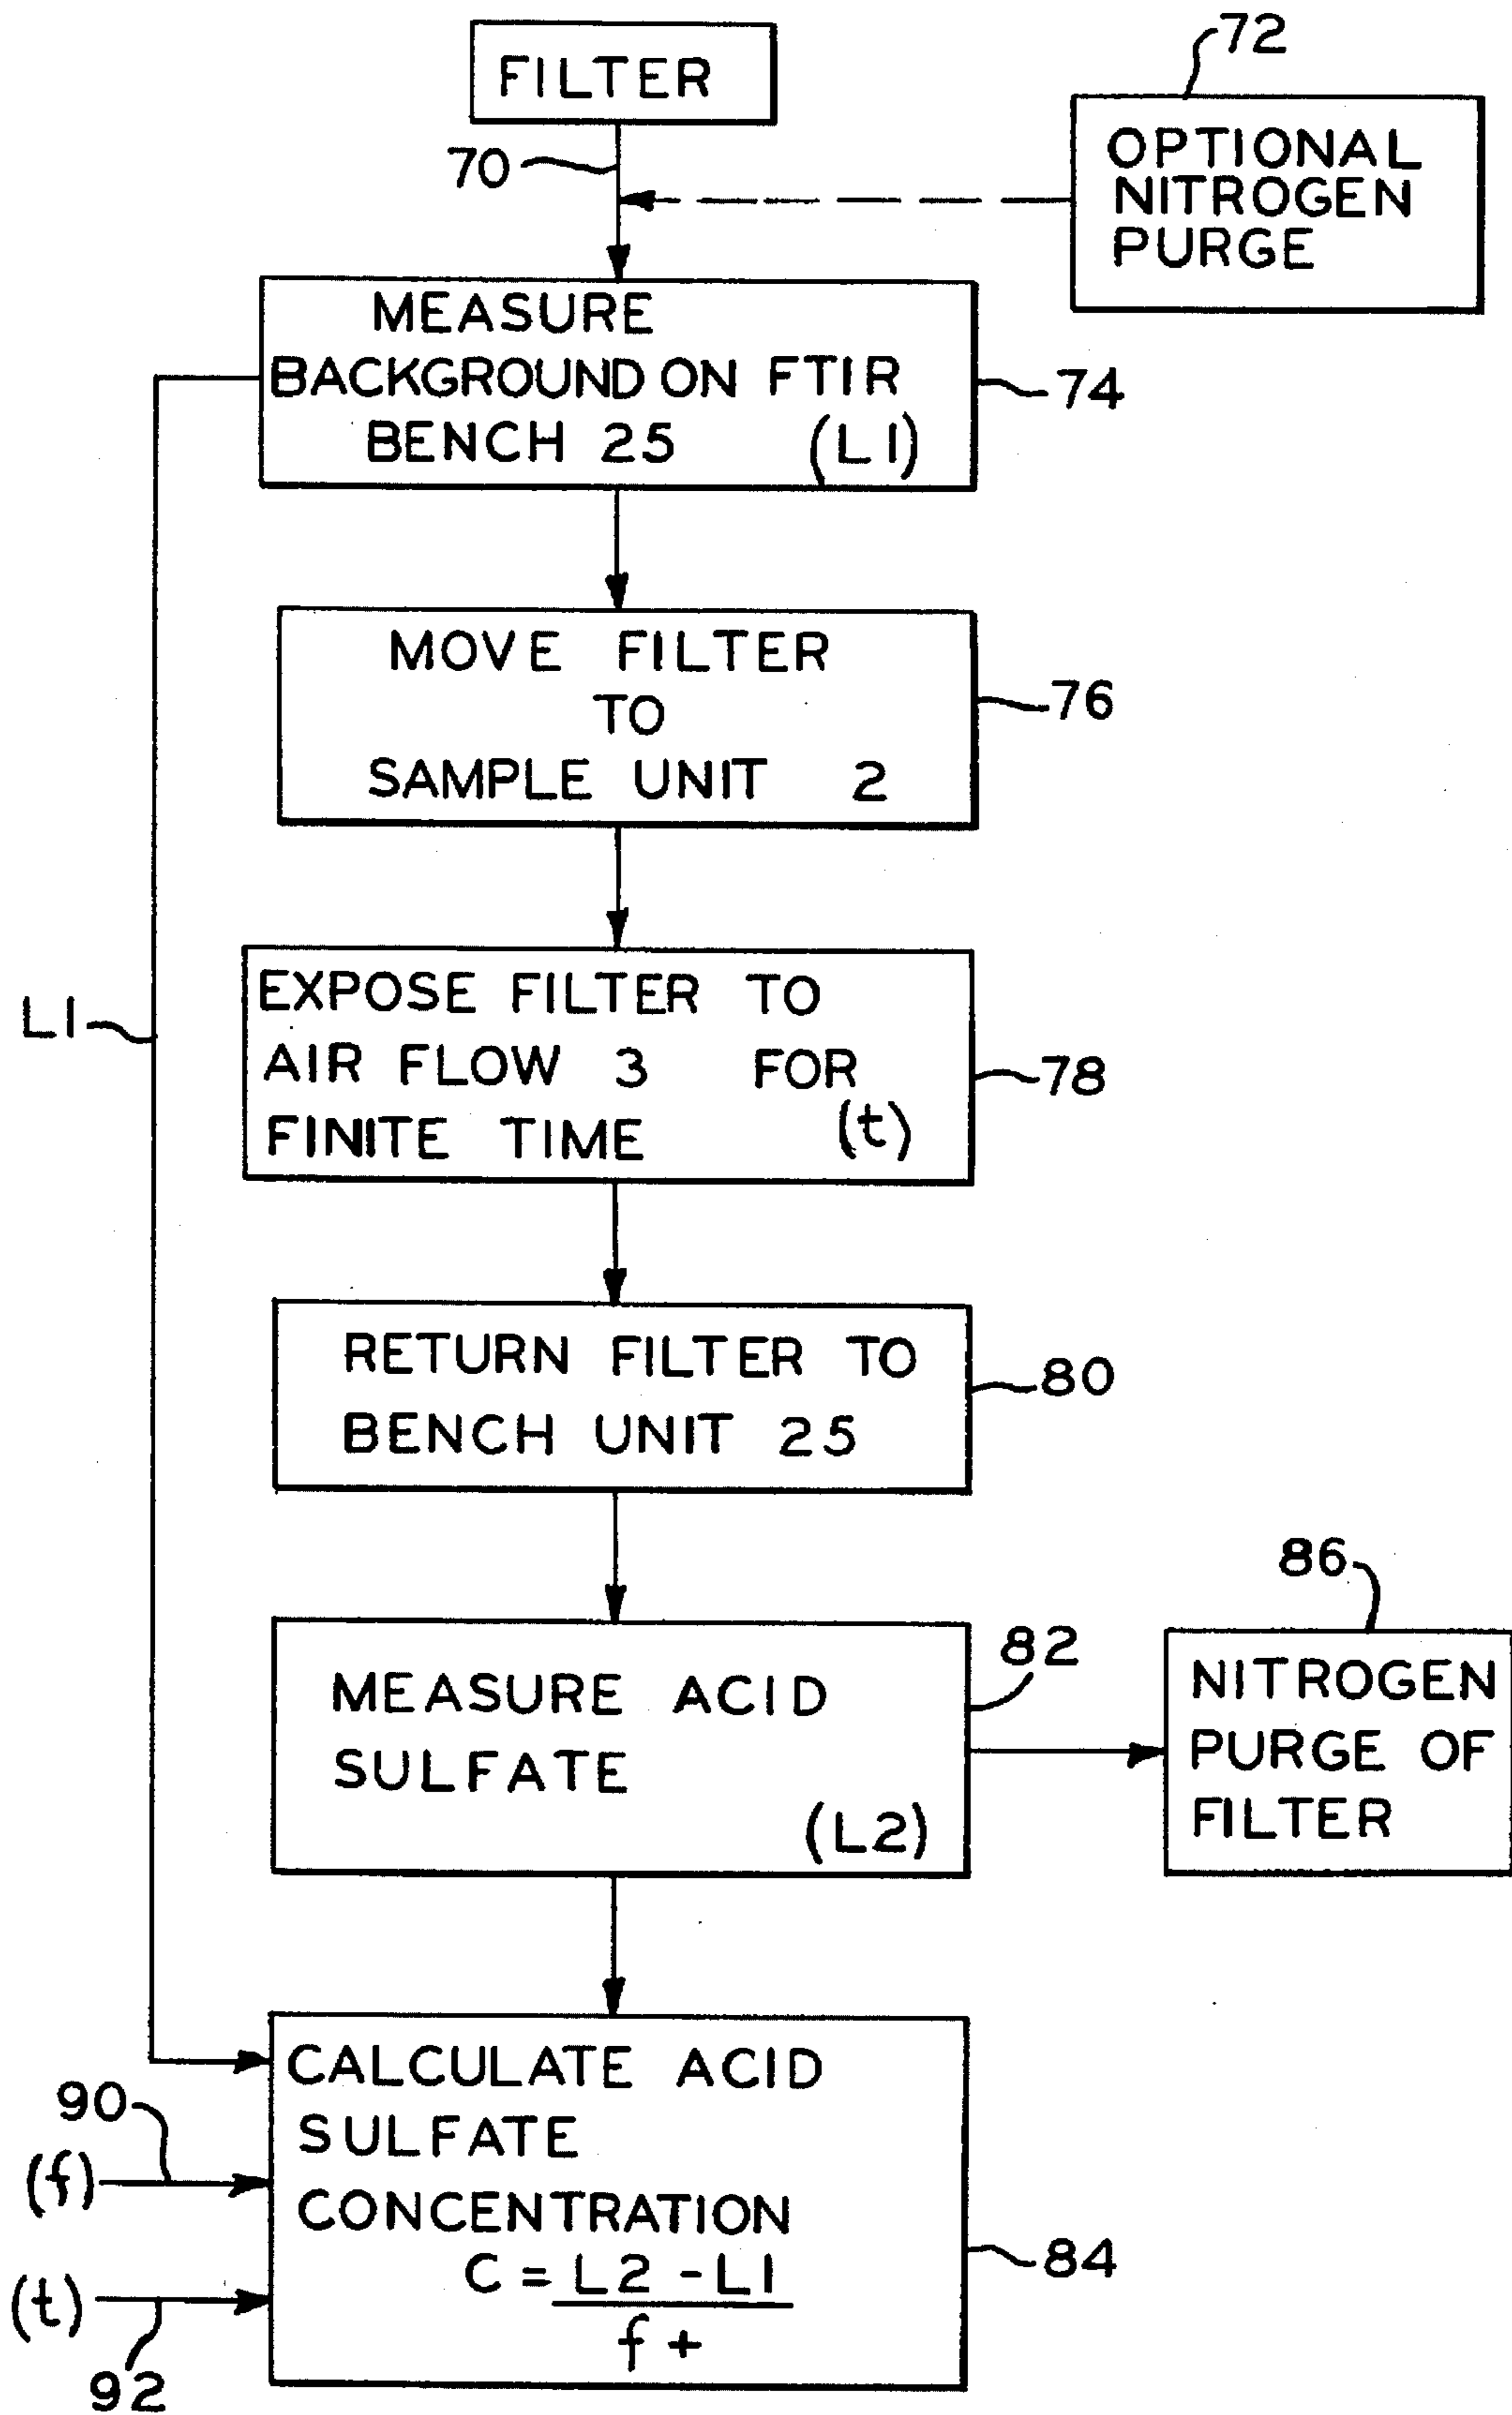 FILTER
72
70
OPTIONAL
NITROGEN
PURGE
MEASURE
BACKGROUND ON FTIR
BENCH 25 (L1)
74
MOVE FILTER
TO
SAMPLE UNIT 2
76
L1
EXPOSE FILTER TO
AIR FLOW 3 FOR
FINITE TIME (t)
78
RETURN FILTER TO
BENCH UNIT 25
80
MEASURE ACID
SULFATE
(L2)
82
86
NITROGEN
PURGE OF
FILTER
CALCULATE ACID
SULFATE
CONCENTRATION
C = L2 - L1
f +
84
90
(f)
(t)
92